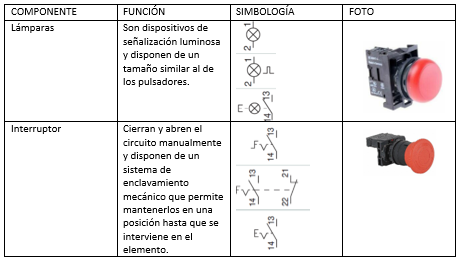 COMPONENTE FUNCIÓN SIMBOLOGÍA FOTO
Lámparas
Son dispositivos de
señalización luminosa
y disponen de un
tamaño similar al de
los pulsadores.
2 1
2 1
E 14 13
Interruptor
Cierran y abren el
circuito manualmente
y disponen de un
sistema de
enclavamiento
mecánico que permite
mantenerlos en una
posición hasta que se
interviene en el
elemento.
F 14 13
F 14 13 22 21
E 14 13